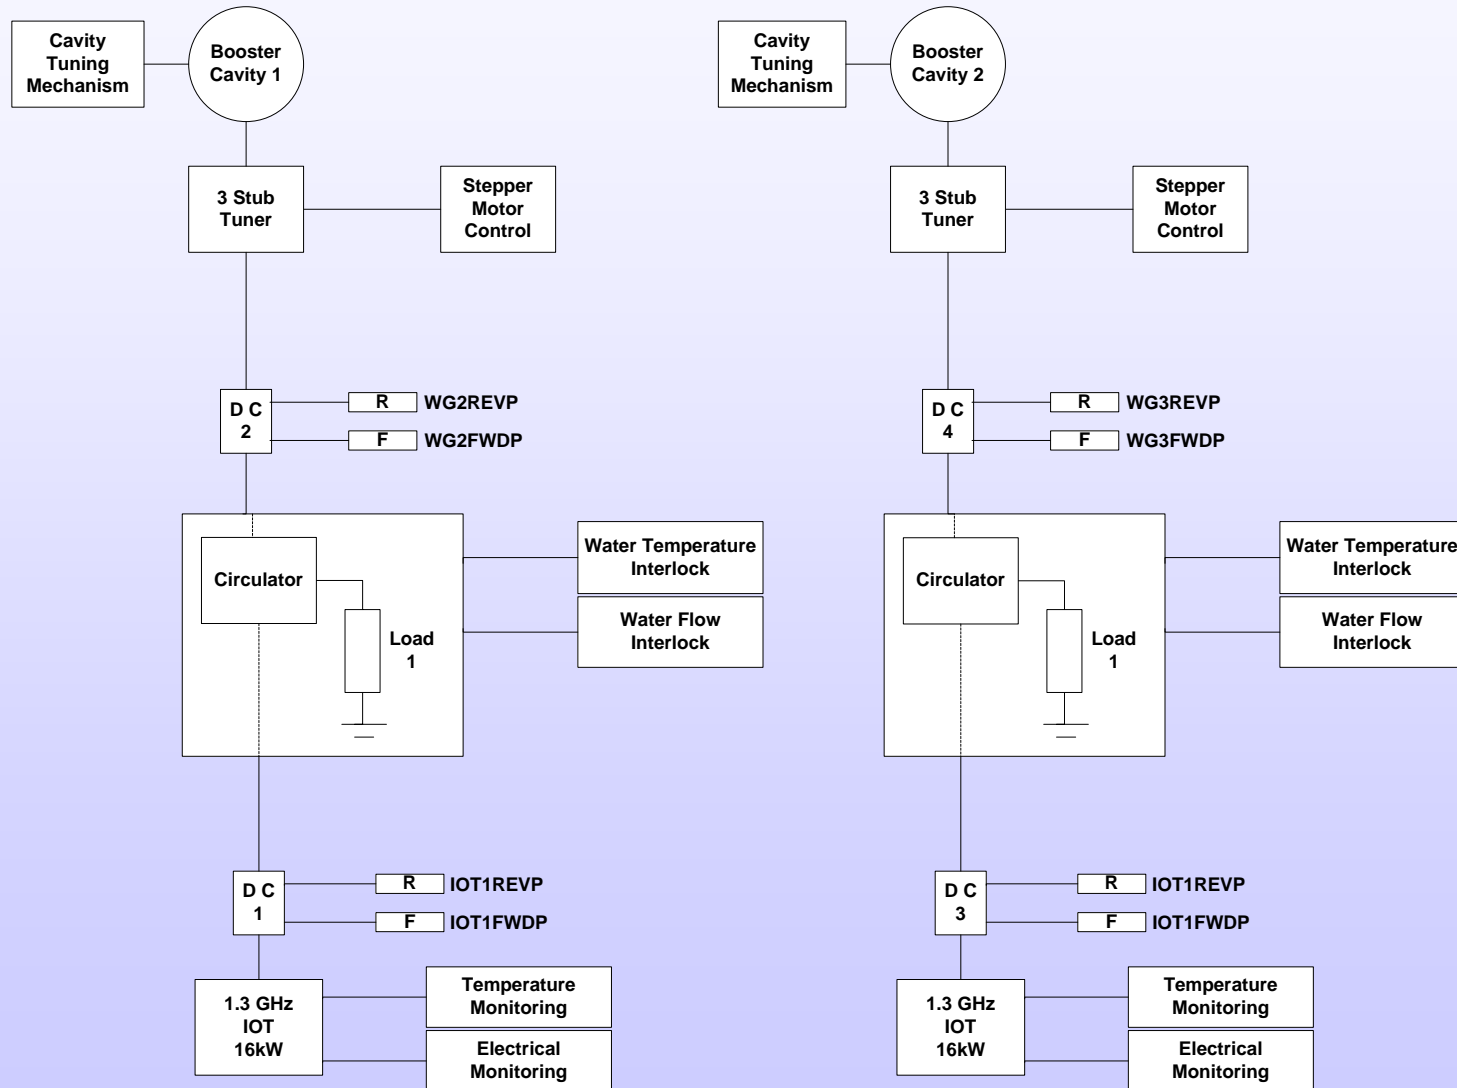 Cavity
Tuning
Mechanism
Booster
Cavity 1
3 Stub
Tuner
Stepper
Motor
Control
D C
2
R WG2REVP
F WG2FWDP
Circulator
Load
1
Water Temperature
Interlock
Water Flow
Interlock
D C
1
R IOT1REVP
F IOT1FWDP
1.3 GHz
IOT
16kW
Temperature
Monitoring
Electrical
Monitoring
Cavity
Tuning
Mechanism
Booster
Cavity 2
3 Stub
Tuner
Stepper
Motor
Control
D C
4
R WG3REVP
F WG3FWDP
Circulator
Load
1
Water Temperature
Interlock
Water Flow
Interlock
D C
3
R IOT1REVP
F IOT1FWDP
1.3 GHz
IOT
16kW
Temperature
Monitoring
Electrical
Monitoring